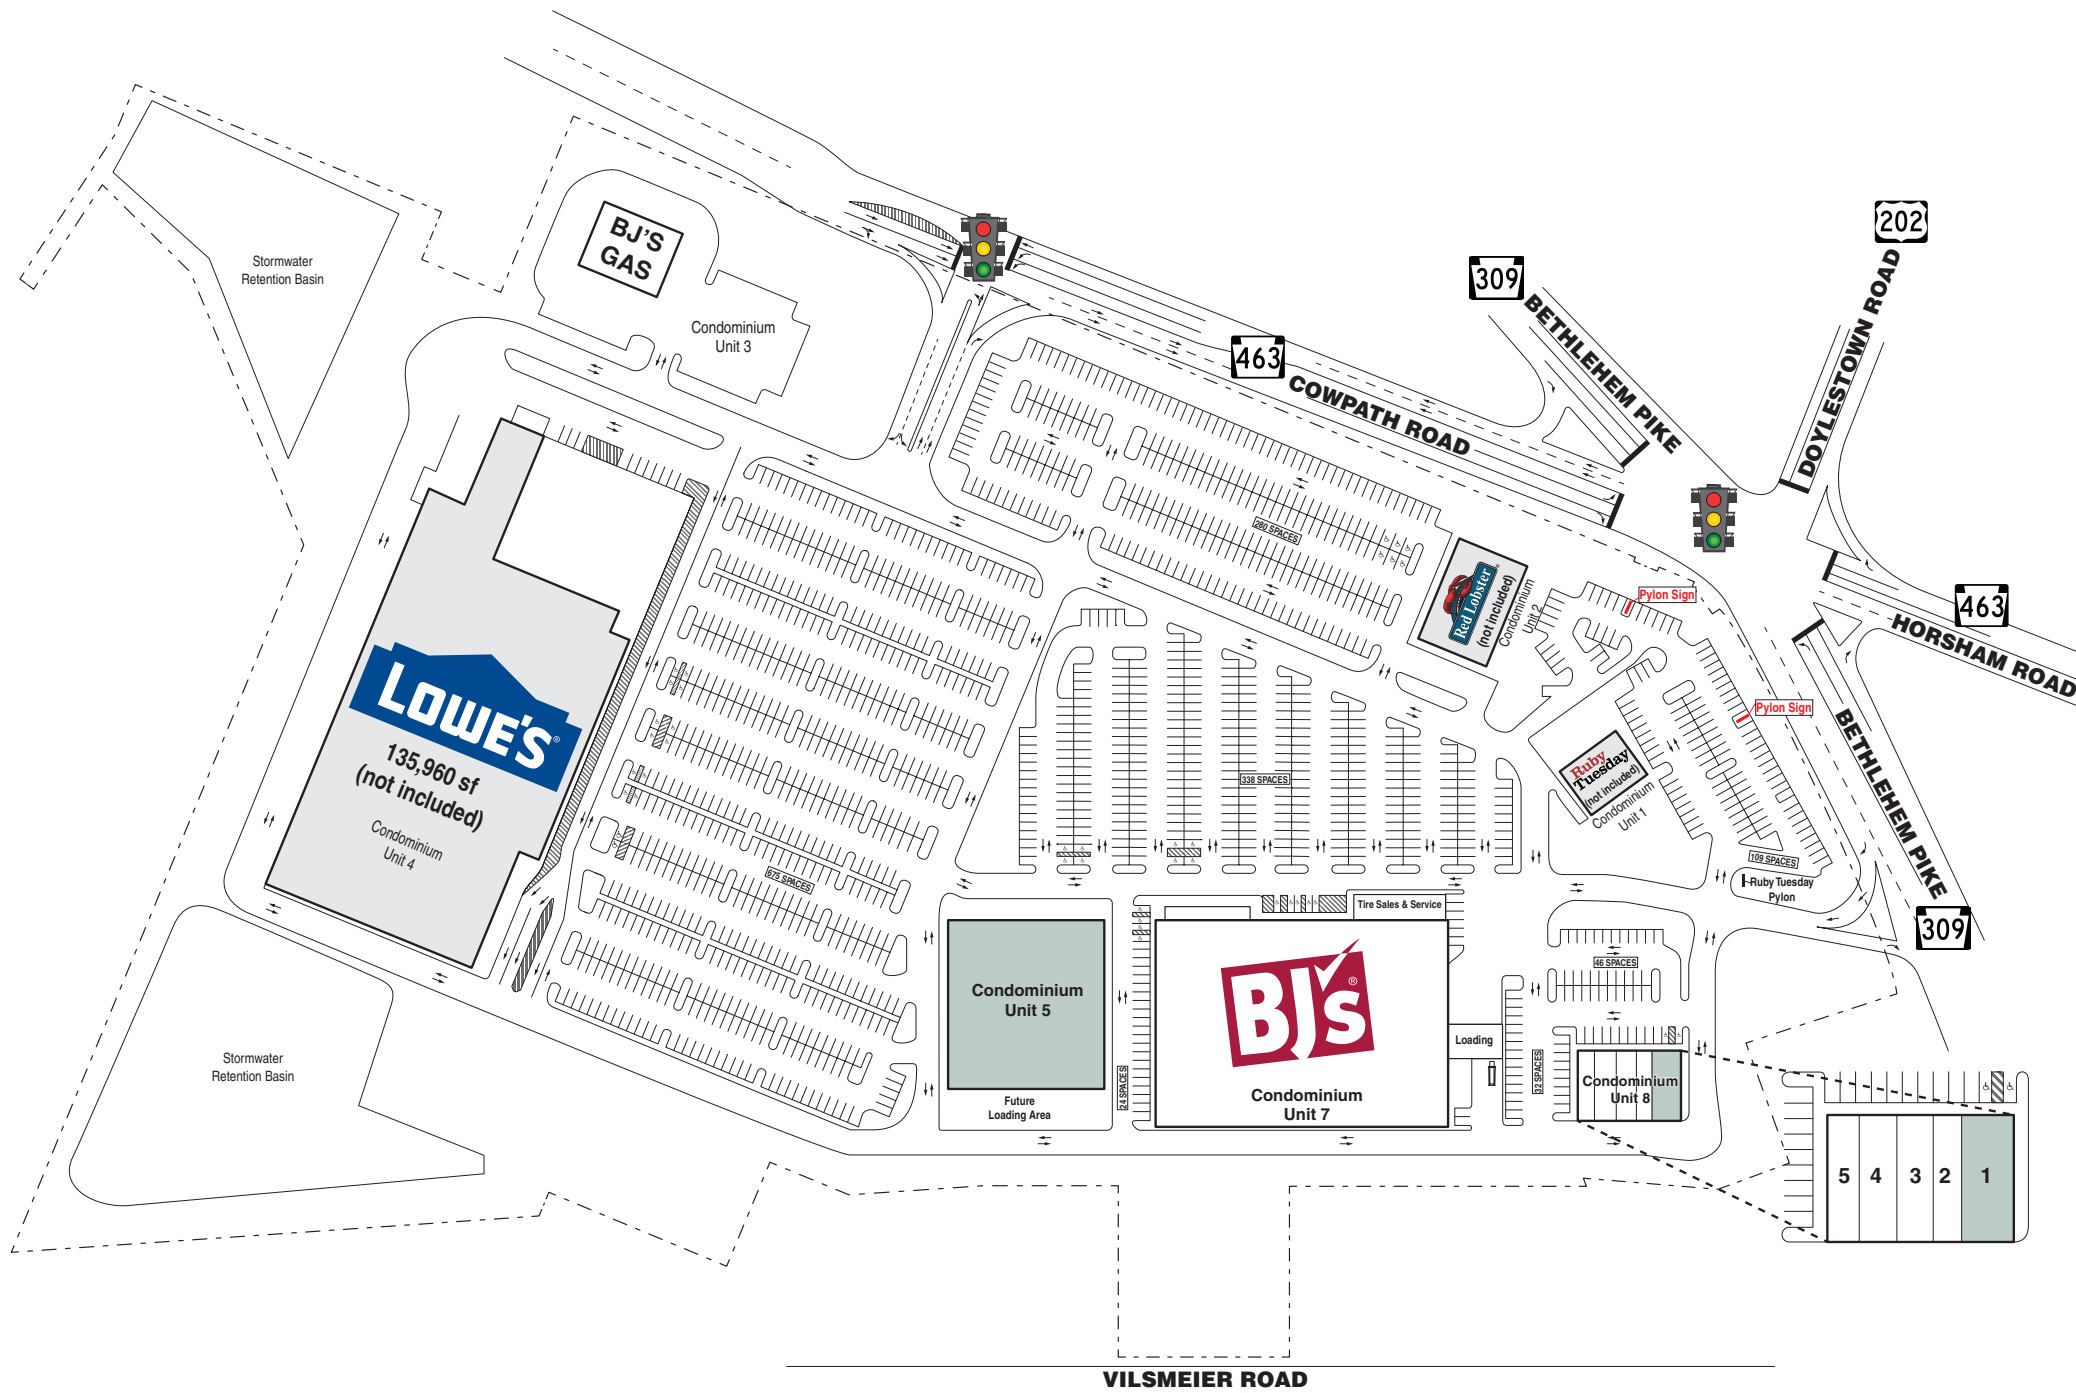 202
309
BETHLEHEM PIKE
DOYLESTOWN ROAD
Stormwater
Retention Basin
BJ'S
GAS
Condominium
Unit 3
463
COWPATH ROAD
260 SPACES
Red Lobster
(not included)
Condominium
Unit 2
Pylon Sign
463
HORSHAM ROAD
Pylon Sign
BETHLEHEM PIKE
LOWE'S®
135,960 sf
(not included)
Condominium
Unit 4
338 SPACES
Ruby
Tuesday
(not included)
Condominium
Unit 1
109 SPACES
Ruby Tuesday
Pylon
675 SPACES
Tire Sales & Service
309
46 SPACES
Condominium
Unit 5
BJ's®
Loading
Stormwater
Retention Basin
Future
Loading Area
24 SPACES
Condominium
Unit 7
32 SPACES
Condominium
Unit 8
5 4 3 2 1
VILSMEIER ROAD